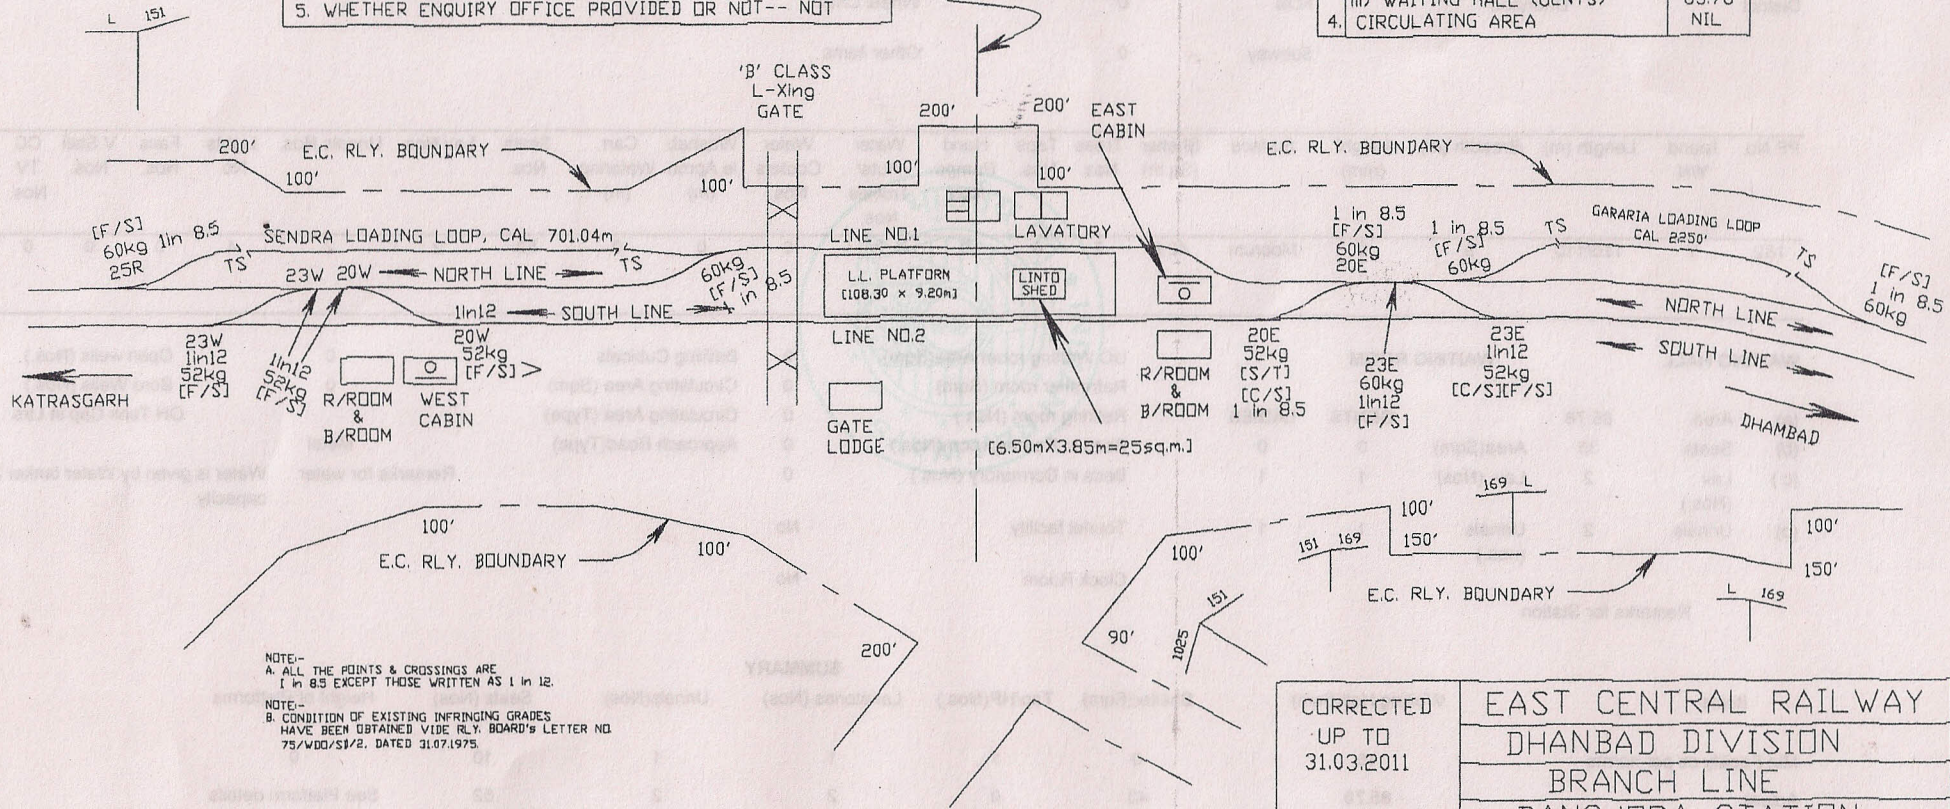 L 151
5. WHETHER ENQUIRY OFFICE PROVIDED OR NOT-- NOT
4. CIRCULATING AREA NIL
'B' CLASS
L-Xing
GATE
200'
200'
EAST
CABIN
200'
E.C. RLY. BOUNDARY
100'
100'
100'
100'
E.C. RLY. BOUNDARY
[F/S]
60kg 1in 8.5
25R
SENDRA LOADING LOOP, CAL 701.04m
TS
TS
23W 20W
NORTH LINE
60kg
[F/S]
1 in 8.5
1in12
SOUTH LINE
LINE NO.1
LAVATORY
L.L. PLATFORN
[108.30 x 9.20m]
LINTO
SHED
LINE NO.2
1 in 8.5
[F/S]
60kg
20E
1 in 8.5
[F/S]
60kg
TS
GARARIA LOADING LOOP
CAL 2250'
TS
[F/S]
1 in 8.5
60kg
NORTH LINE
SOUTH LINE
23W
1in12
52kg
[F/S]
1in12
52kg
[F/S]
20W
52kg
[F/S]>
KATRASGARH
R/ROOM
&
B/ROOM
WEST
CABIN
GATE
LODGE
[6.50mX3.85m=25sq.m.]
R/ROOM
&
B/ROOM
20E
52kg
[S/T]
[C/S]
1 in 8.5
23E
60kg
1in12
[F/S]
23E
1in12
52kg
[C/S][F/S]
DHAMBAD
100'
E.C. RLY. BOUNDARY
100'
200'
169 L
100'
100'
151 169
150'
100'
150'
E.C. RLY. BOUNDARY
L 169
90'
151
1025
NOTE:-
A. ALL THE POINTS & CROSSINGS ARE
1 in 8.5 EXCEPT THOSE WRITTEN AS 1 in 12.
NOTE:-
B. CONDITION OF EXISTING INFRINGING GRADES
HAVE BEEN OBTAINED VIDE RLY. BOARD'S LETTER NO.
75/WDO/S1/2, DATED 31.07.1975.
CORRECTED
UP TO
31.03.2011
EAST CENTRAL RAILWAY
DHANBAD DIVISION
BRANCH LINE